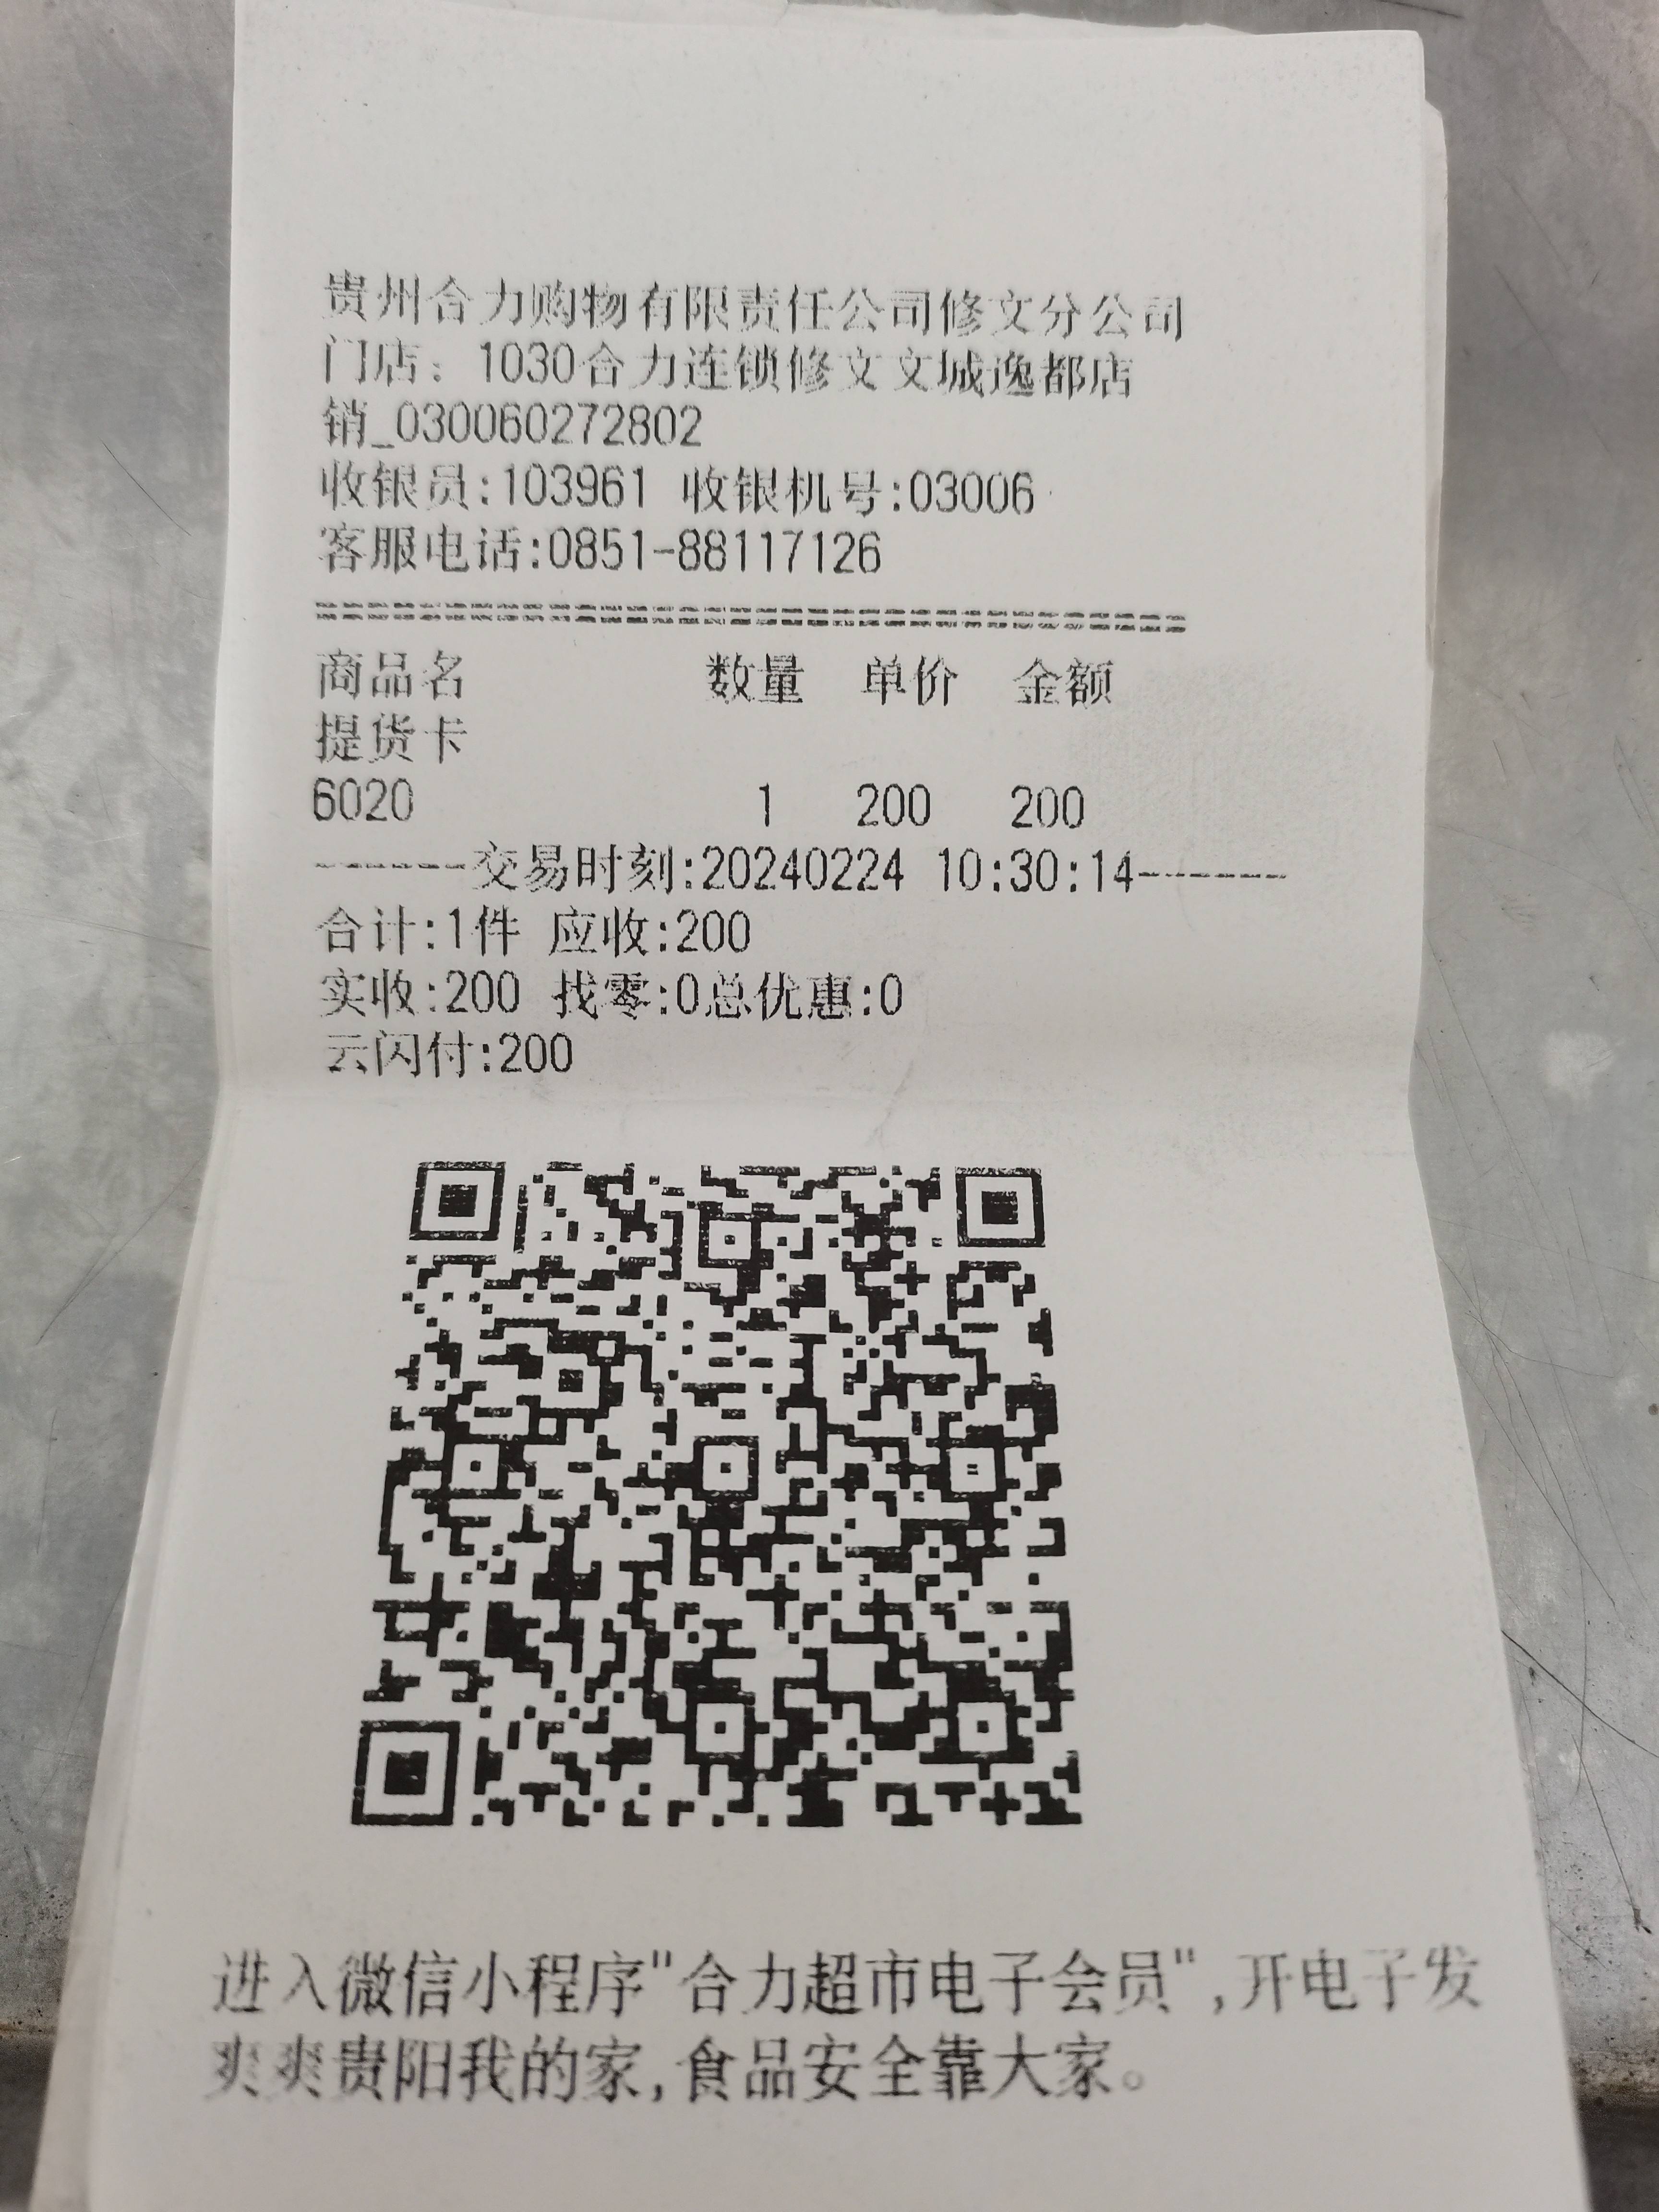 贵州合力购物有限责任公司修文分公司
门店：1030合力连锁修文文城逸都店
销_030060272802
收银员:103961 收银机号:03006
客服电话:0851-88117126
==================================
商品名 数量 单价 金额
提货卡
6020 1 200 200
------交易时刻:20240224 10:30:14------
合计:1件 应收:200
实收:200 找零:0总优惠:0
云闪付:200
进入微信小程序"合力超市电子会员",开电子发
爽爽贵阳我的家,食品安全靠大家。